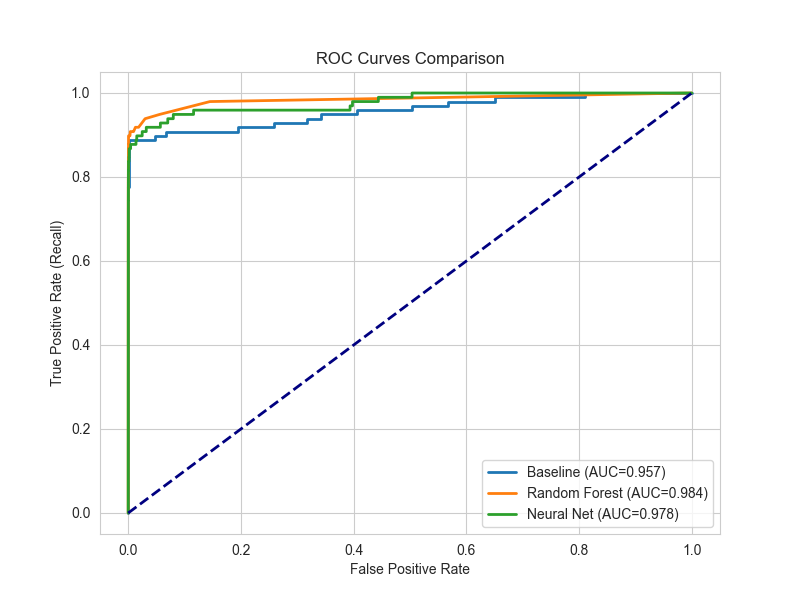 ROC Curves Comparison
1.0
0.8
0.6
0.4
0.2
0.0
True Positive Rate (Recall)
Baseline (AUC=0.957)
Random Forest (AUC=0.984)
Neural Net (AUC=0.978)
0.0 0.2 0.4 0.6 0.8 1.0
False Positive Rate